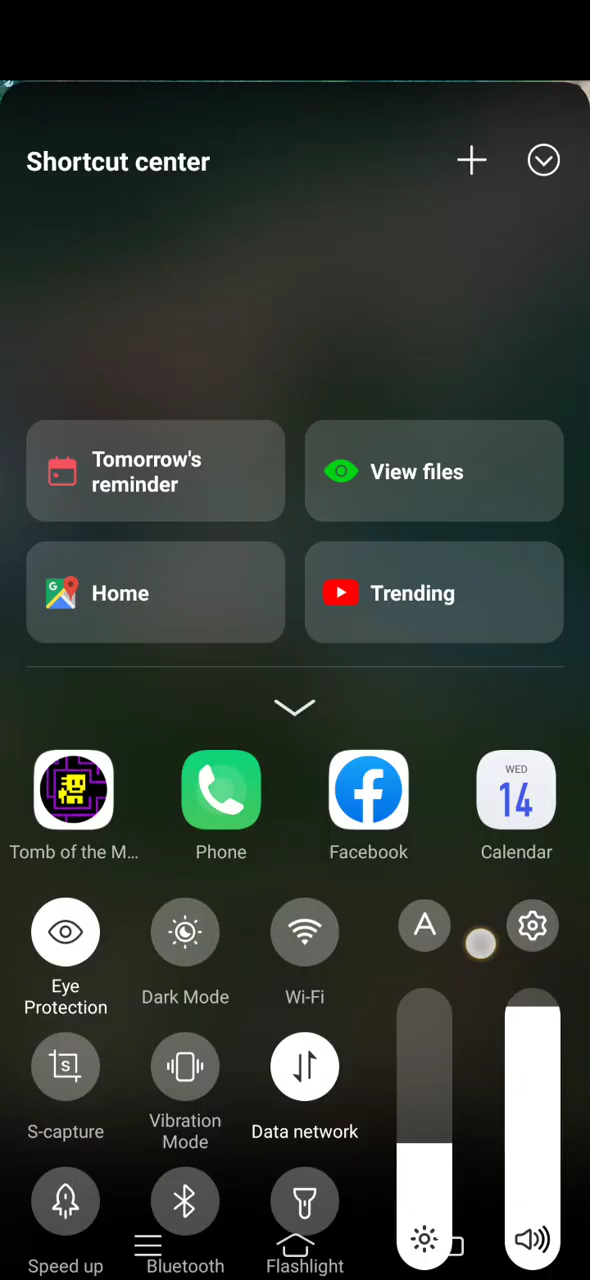 Shortcut center
Tomorrow's
reminder
View files
Home
Trending
Tomb of the M...
Phone
Facebook
WED
14
Calendar
A
Eye
Protection
Dark Mode
Wi-Fi
S
S-capture
Vibration
Mode
Data network
Speed up
Bluetooth
Flashlight